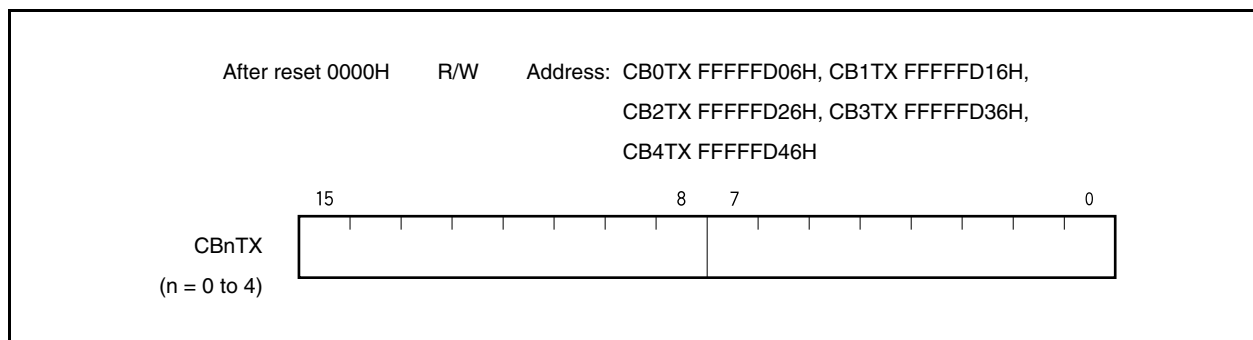 After reset 0000H R/W Address: CB0TX FFFFFD06H, CB1TX FFFFFD16H,
CB2TX FFFFFD26H, CB3TX FFFFFD36H,
CB4TX FFFFFD46H
15 8 7 0
CBnTX
(n = 0 to 4)